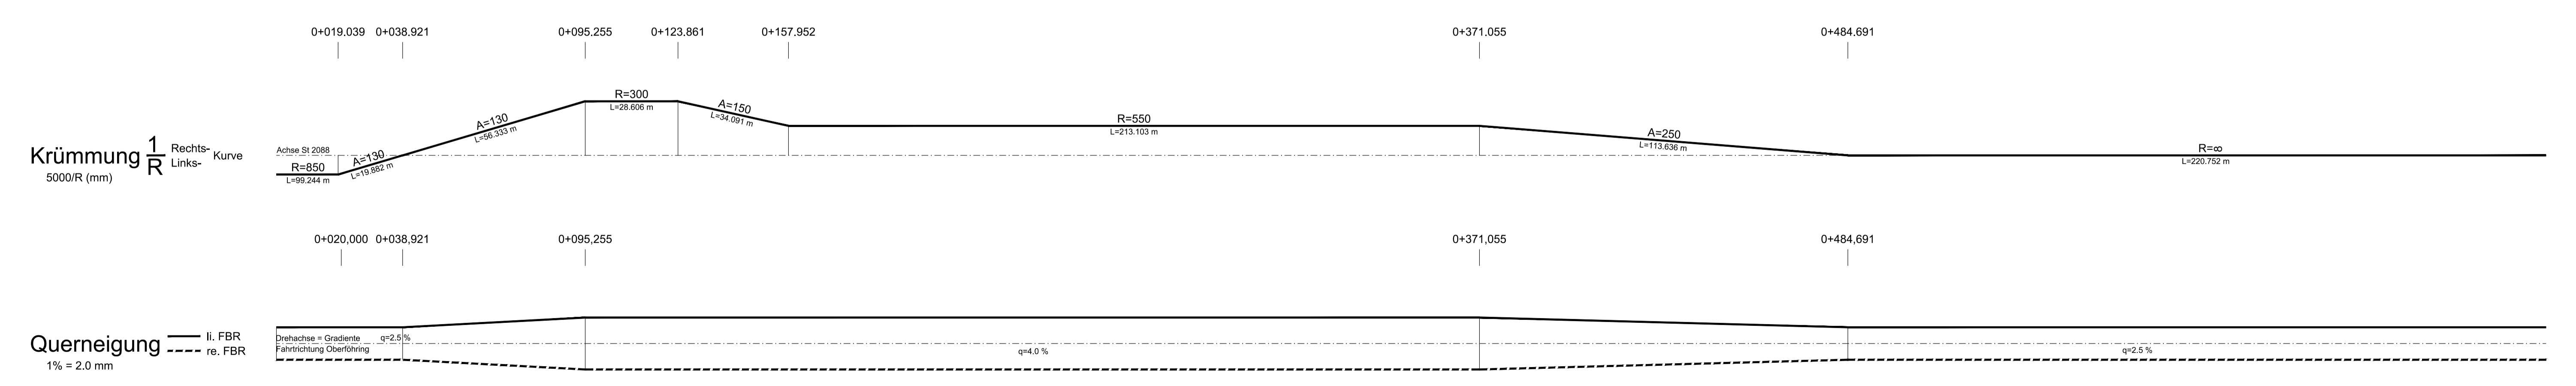 0+019.039 0+038.921 0+095.255 0+123.861 0+157.952 0+371.055 0+484.691
R=300
L=28.606 m
A=150
L=34.091 m
A=130
L=56.333 m
R=550
L=213.103 m
A=250
L=113.636 m
Krümmung 1/R Rechts- Links- Kurve
5000/R (mm)
Achse St 2088
R=850
L=99.244 m
A=130
L=19.882 m
R=∞
L=220.752 m
0+020,000 0+038,921 0+095,255 0+371,055 0+484,691
Querneigung
1% = 2.0 mm
li. FBR
re. FBR
Drehachse = Gradiente q=2.5 %
Fahrtrichtung Oberföhring
q=4.0 %
q=2.5 %